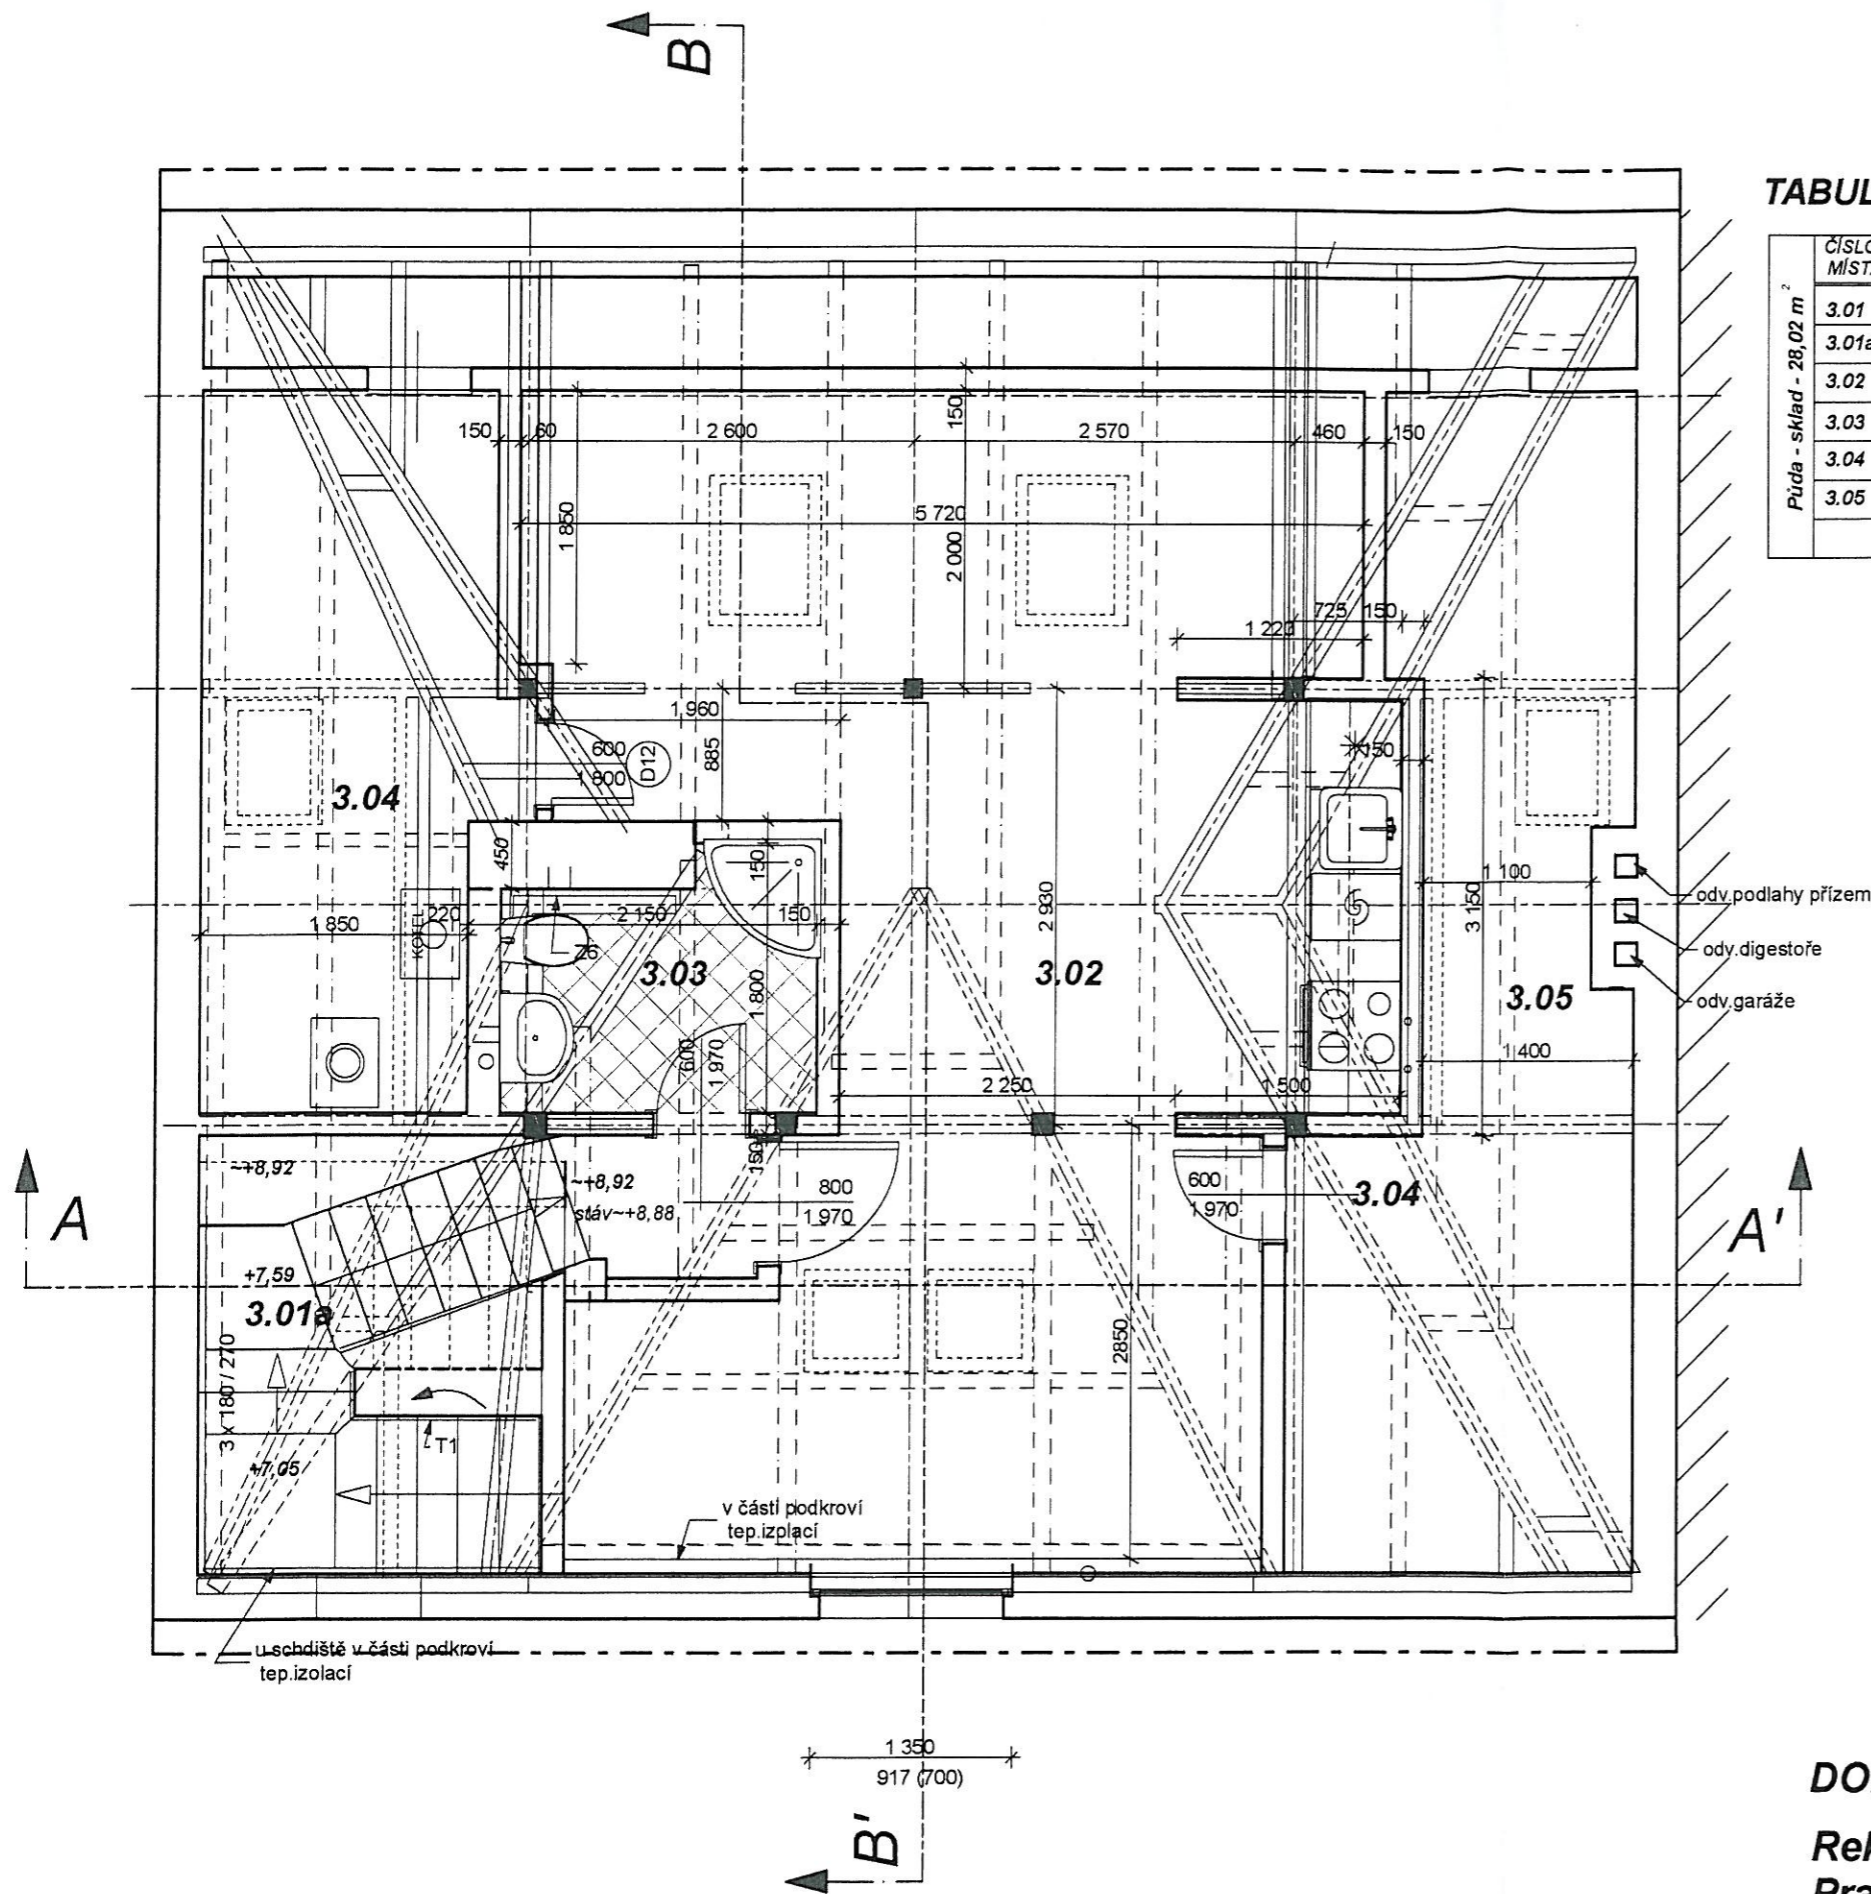 B
TABUL
ČÍSLO
MÍST.
Půda - sklad - 28,02 m²
3.01
3.01a
3.02
3.03
3.04
3.05
150
60
2 600
150
2 570
460
150
5 720
1 850
2 000
725
150
1 960
600
1 800
D12
885
150
3.04
450
150
1 100
odv.podlahy přízem
1 850
220
KOTEL
2 150
150
Z6
2 930
3 150
odv.digestoře
3.03
3.02
3.05
odv.garáže
1 800
600
1 970
1 400
2 250
1 500
150
~+8,92
~+8,92
stáv~+8,88
800
1 970
600
1 970
3.04
A
A'
+7,59
3.01a
3 x 180 / 270
2850
T1
+7,05
v části podkroví
tep.izplací
u schdiště v části podkroví
tep.izolací
1 350
917 (700)
B'
DO
Rek